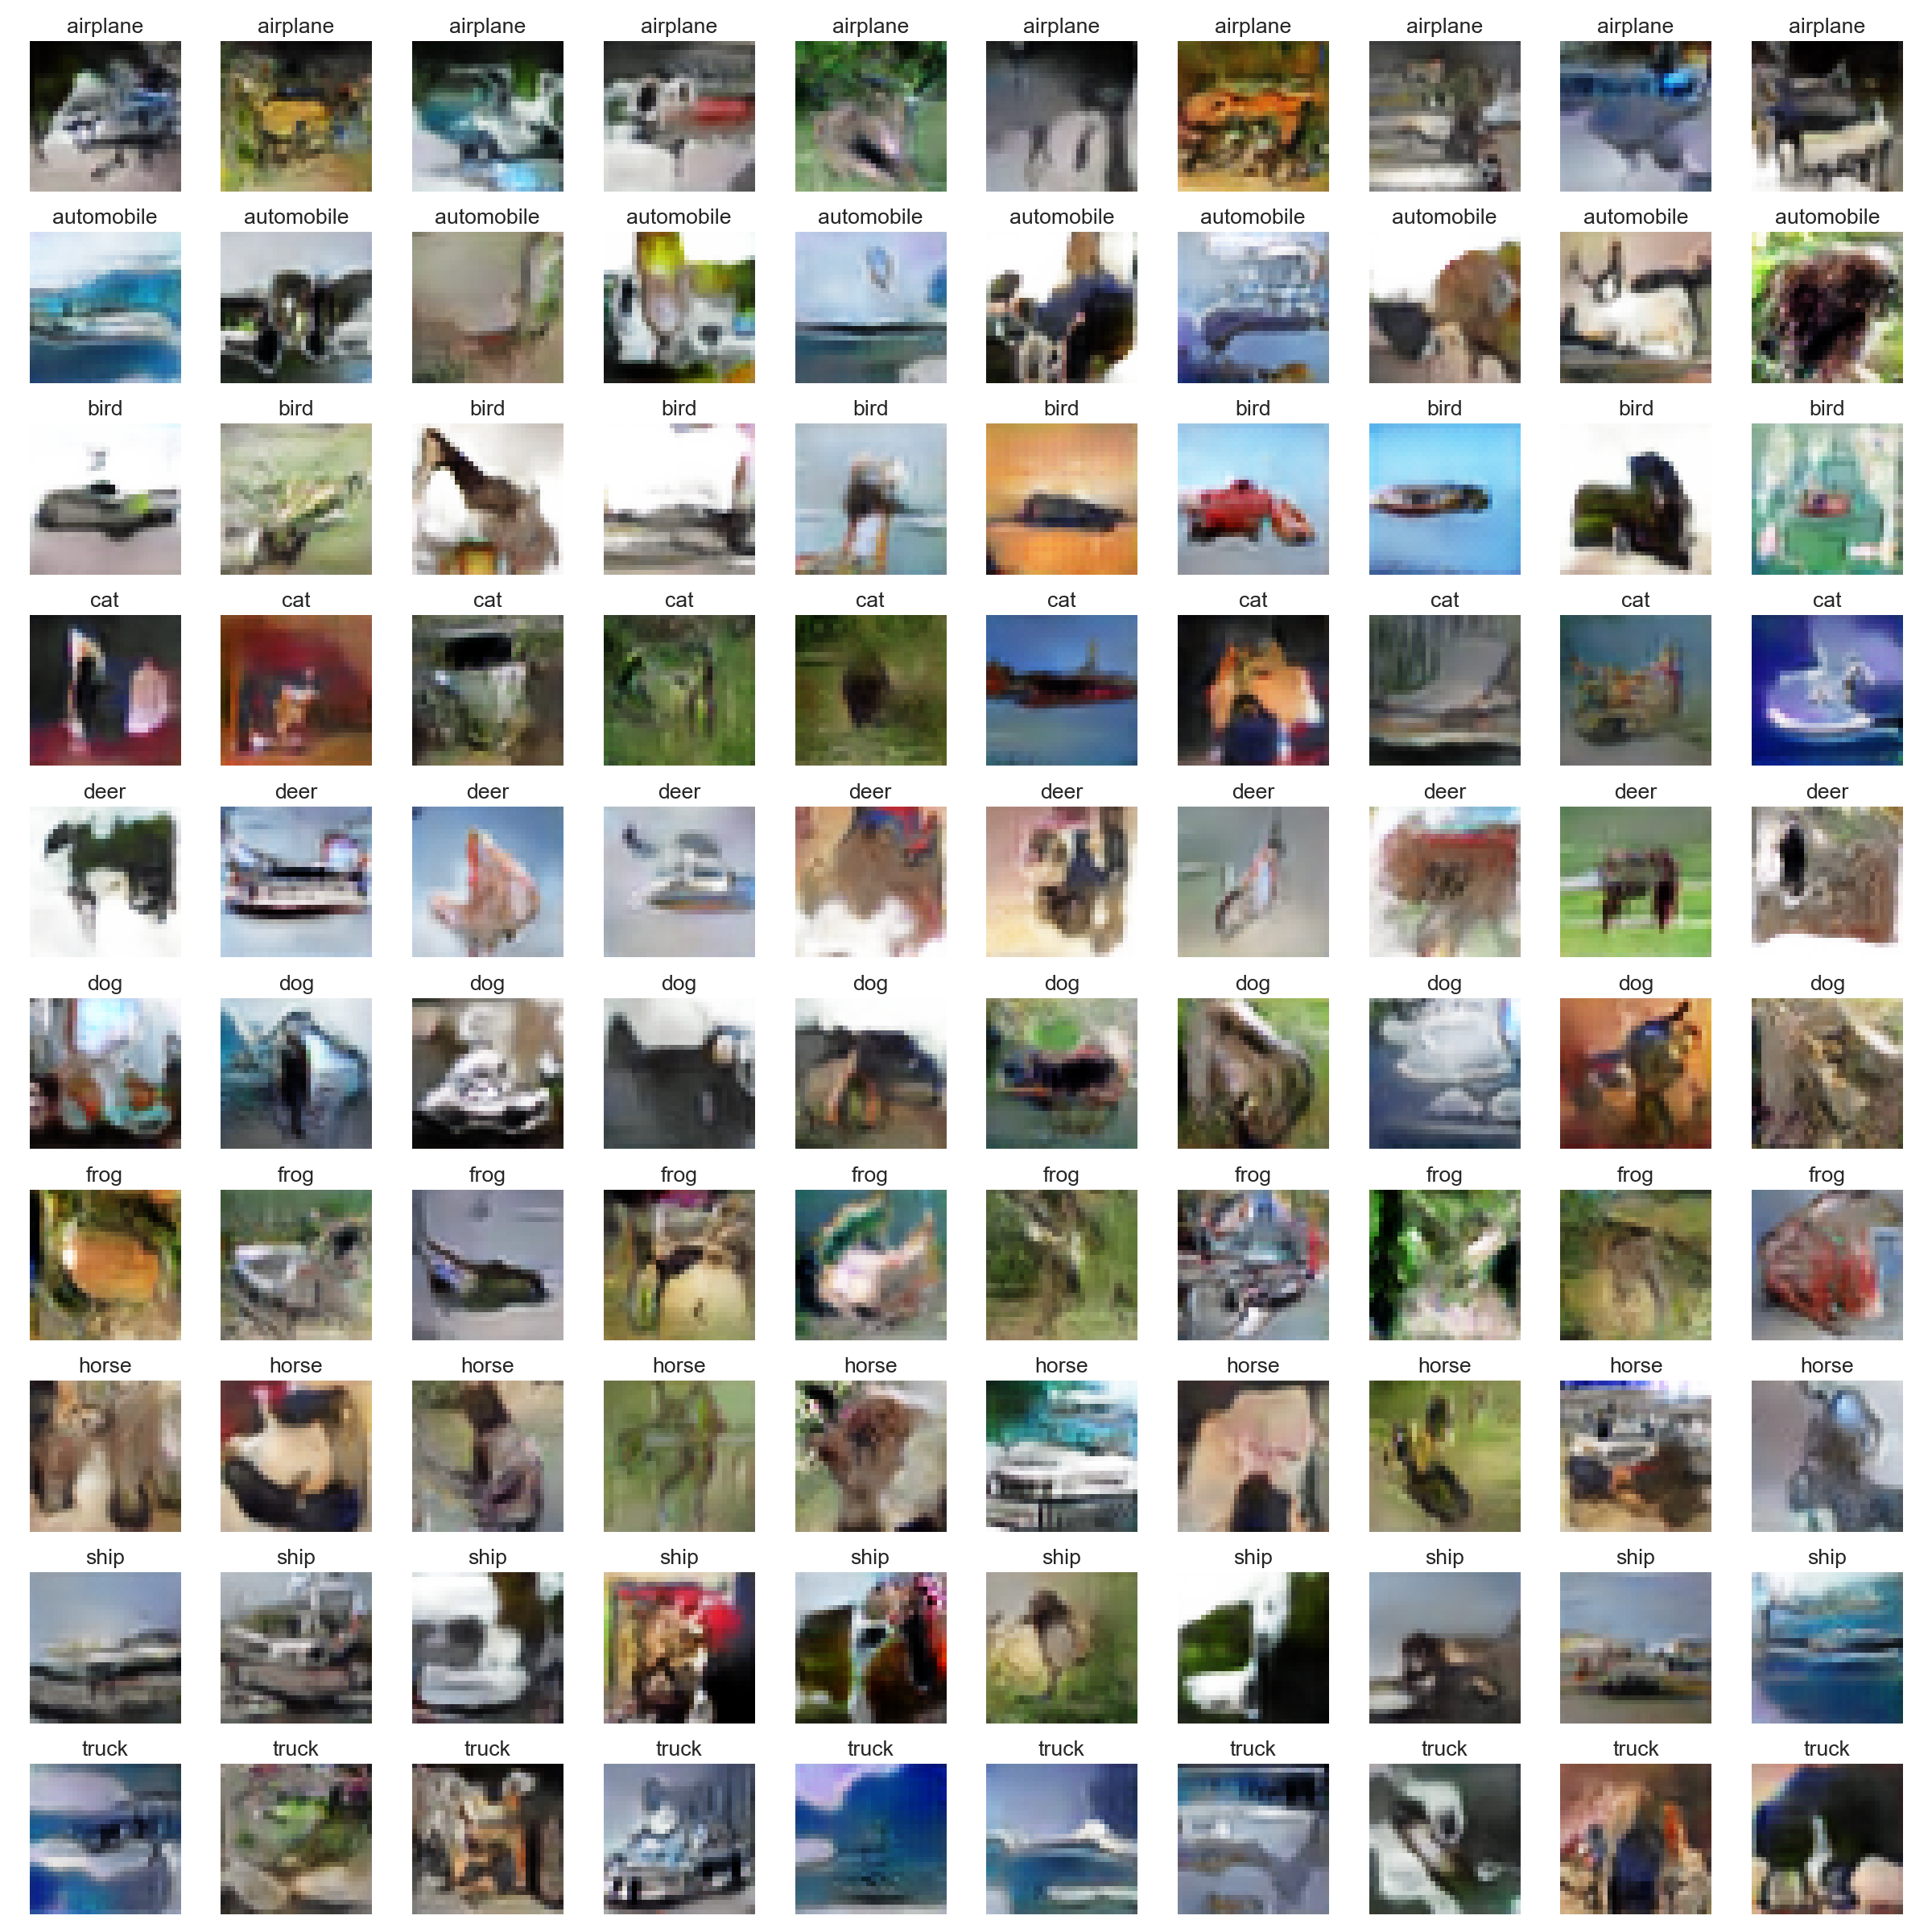 airplane airplane airplane airplane airplane airplane airplane airplane airplane airplane
automobile automobile automobile automobile automobile automobile automobile automobile automobile automobile
bird bird bird bird bird bird bird bird bird bird
cat cat cat cat cat cat cat cat cat cat
deer deer deer deer deer deer deer deer deer deer
dog dog dog dog dog dog dog dog dog dog
frog frog frog frog frog frog frog frog frog frog
horse horse horse horse horse horse horse horse horse horse
ship ship ship ship ship ship ship ship ship ship
truck truck truck truck truck truck truck truck truck truck